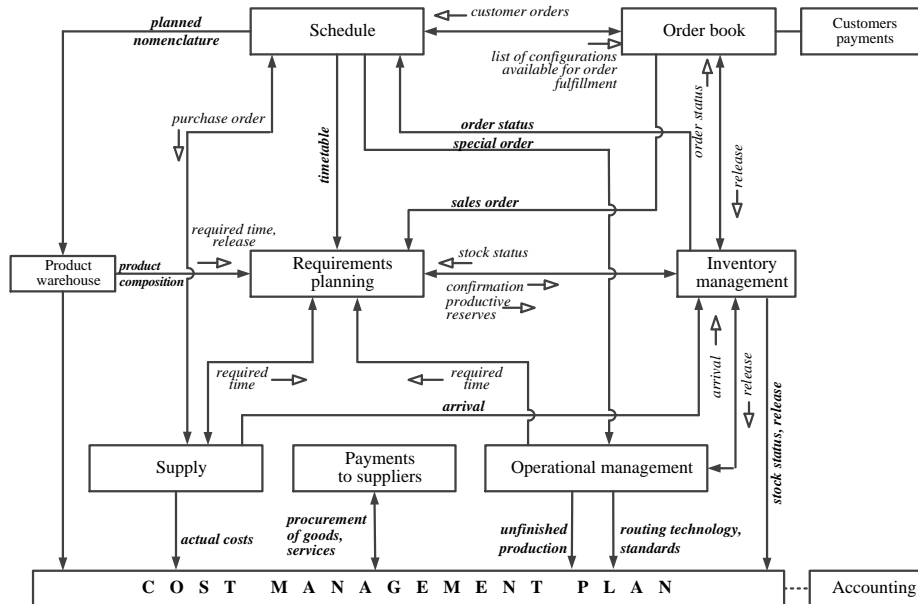 planned
nomenclature
Schedule
customer orders
Order book
Customers
payments
list of configurations
available for order
fulfillment
purchase order
timetable
order status
special order
order status
release
sales order
required time,
release
Product
warehouse
product
composition
Requirements
planning
stock status
confirmation
productive
reserves
Inventory
management
required
time
required
time
arrival
arrival
release
stock status, release
Supply
Payments
to suppliers
Operational management
actual costs
procurement
of goods,
services
unfinished
production
routing technology,
standards
COST MANAGEMENT PLAN
Accounting